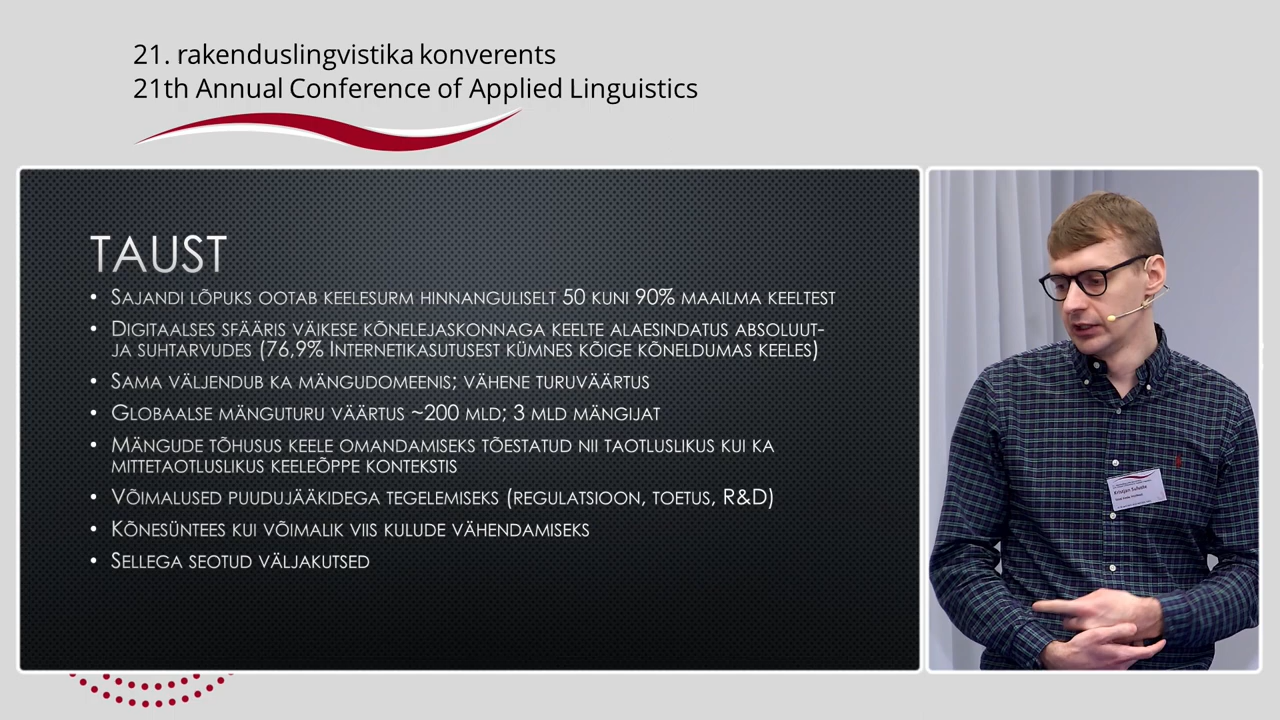 21. rakenduslingvistika konverents
21th Annual Conference of Applied Linguistics
TAUST
• SAJANDI LÕPUKS OOTAB KEELESURM HINNANGULISELT 50 KUNI 90% MAAILMA KEELTEST
• DIGITAALSES SFÄÄRIS VÄIKESE KÕNELEJASKONNAGA KEELTE ALAESINDATUS ABSOLUUT-
JA SUHTARVUDES (76,9% INTERNETIKASUTUSEST KÜMNES KÕIGE KÕNELDUMAS KEELES)
• SAMA VÄLJENDUB KA MÄNGUDOMEENIS; VÄHENE TURUVÄÄRTUS
• GLOBAALSE MÄNGUTURU VÄÄRTUS ~200 MLD; 3 MLD MÄNGIJAT
• MÄNGUDE TÕHUSUS KEELE OMANDAMISEKS TÕESTATUD NII TAOTLUSLIKUS KUI KA
MITTETAOTLUSLIKUS KEELEÕPPE KONTEKSTIS
• VÕIMALUSED PUUDUJÄÄKIDEGA TEGELEMISEKS (REGULATSIOON, TOETUS, R&D)
• KÕNESÜNTEES KUI VÕIMALIK VIIS KULUDE VÄHENDAMISEKS
• SELLEGA SEOTUD VÄLJAKUTSED